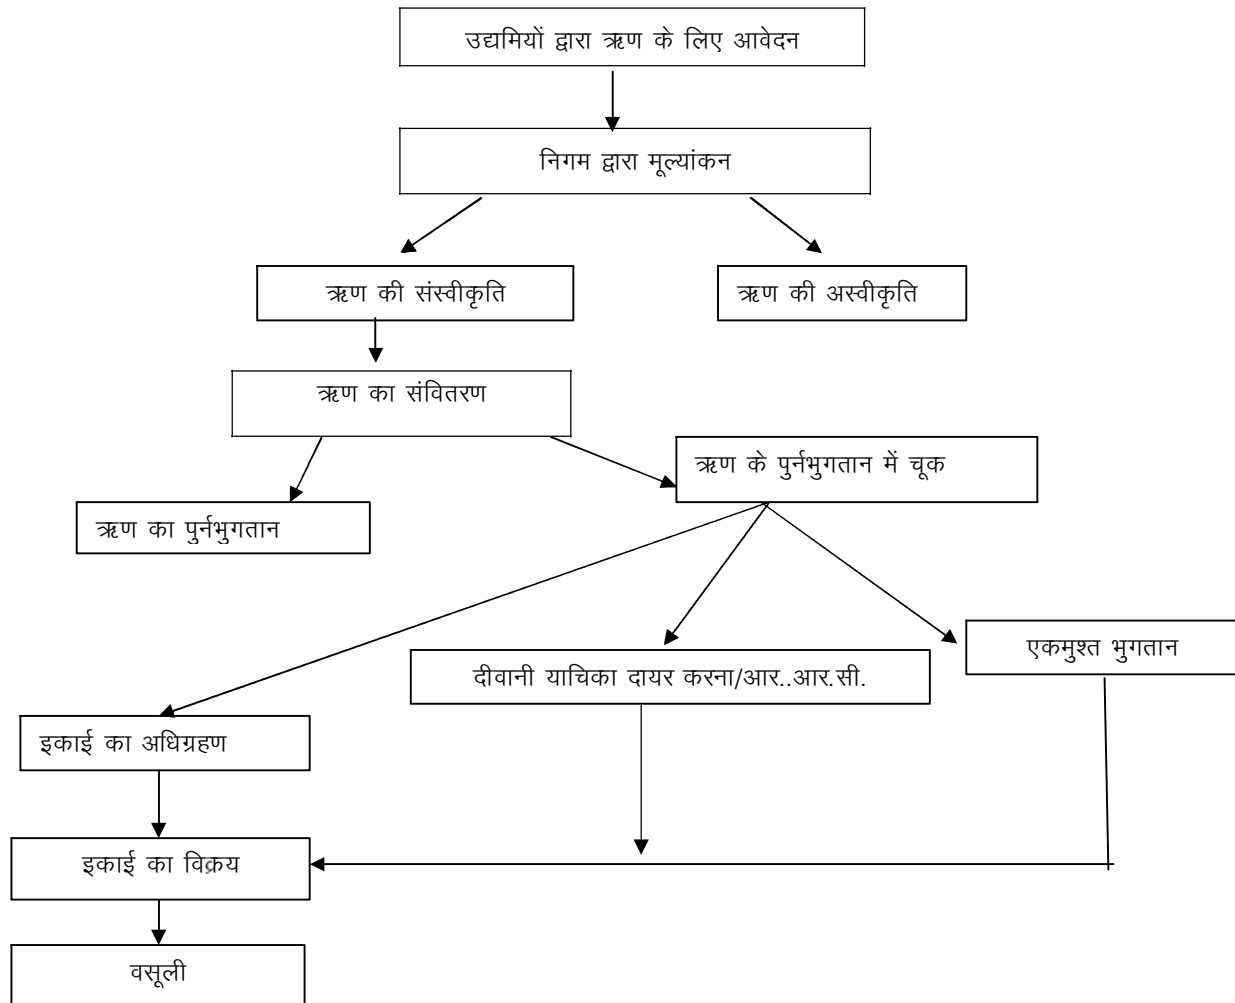 उद्यमियों द्वारा ऋण के लिए आवेदन
निगम द्वारा मूल्यांकन
ऋण की संस्वीकृति
ऋण की अस्वीकृति
ऋण का संवितरण
ऋण के पुर्नभुगतान में चूक
ऋण का पुर्नभुगतान
एकमुश्त भुगतान
दीवानी याचिका दायर करना/आर..आर.सी.
इकाई का अधिग्रहण
इकाई का विक्रय
वसूली